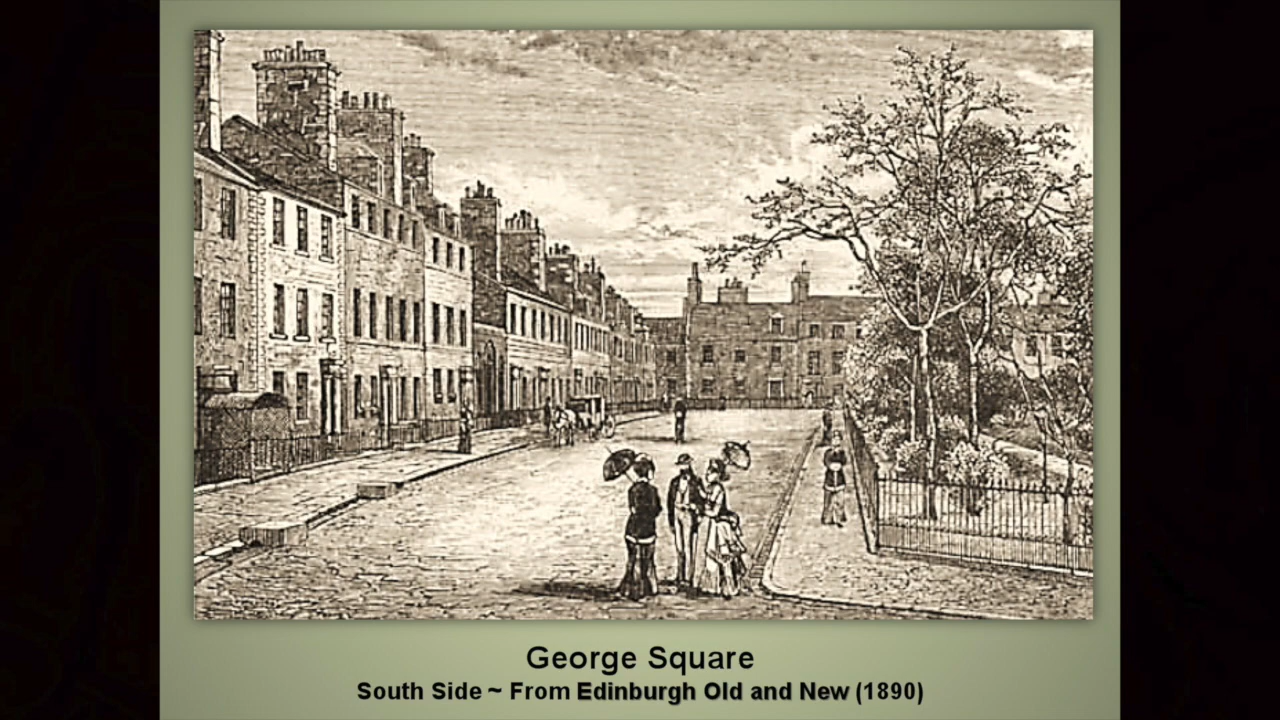 George Square
South Side ~ From Edinburgh Old and New (1890)